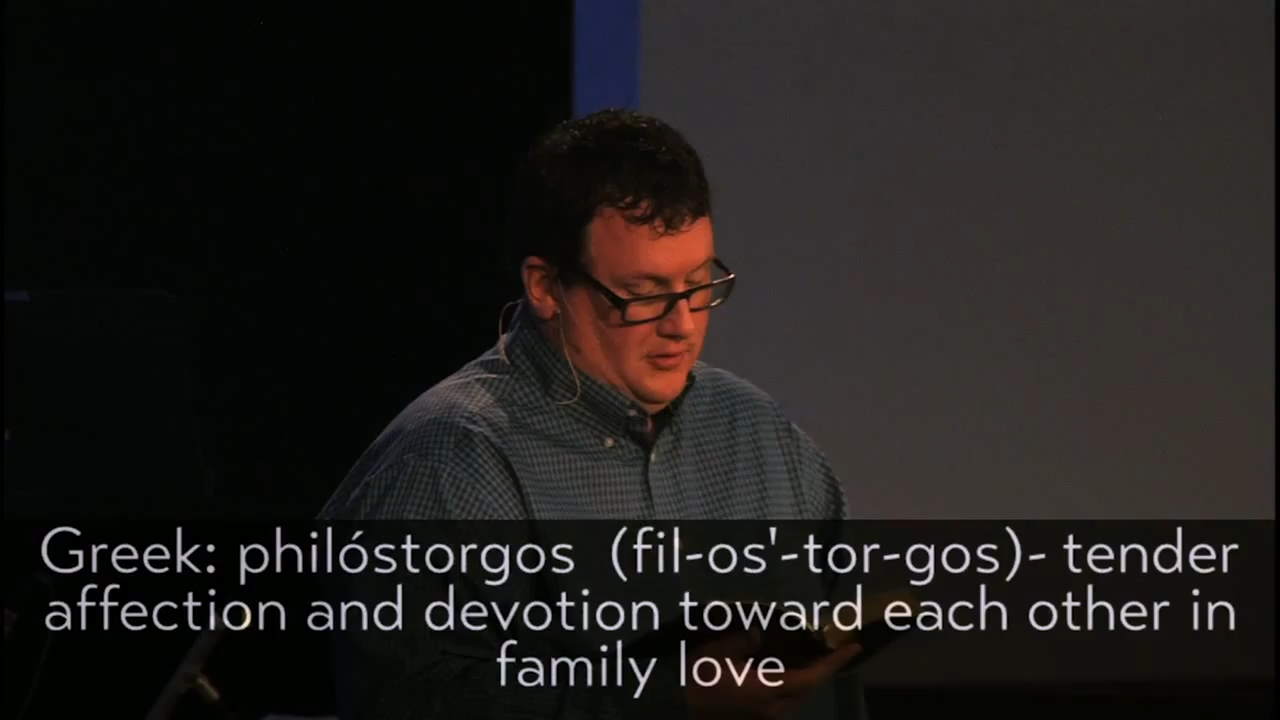 Greek: philóstorgos (fil-os'-tor-gos)- tender
affection and devotion toward each other in
family love